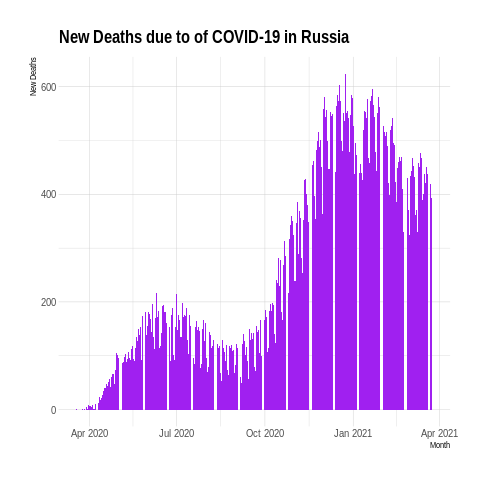 New Deaths due to of COVID-19 in Russia
New Deaths
600
400
200
0
Apr 2020 Jul 2020 Oct 2020 Jan 2021 Apr 2021
Month